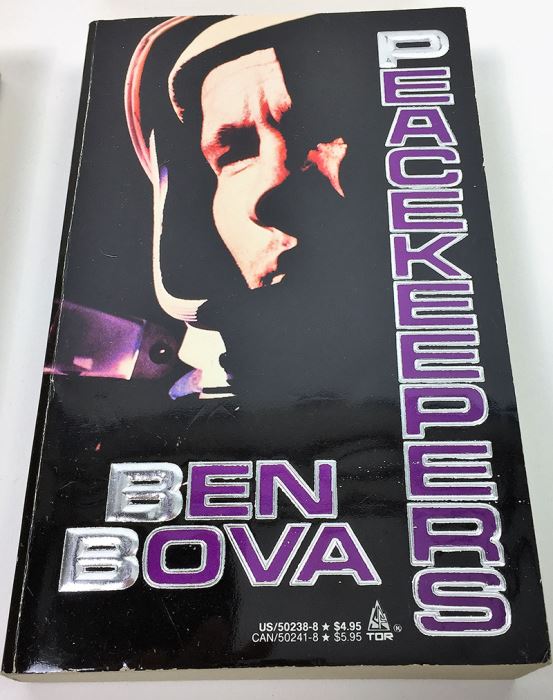 PEACEKEEPERS
BEN
BOVA
US/50238-8 ★ $4.95
CAN/50241-8 ★ $5.95
TOR ®